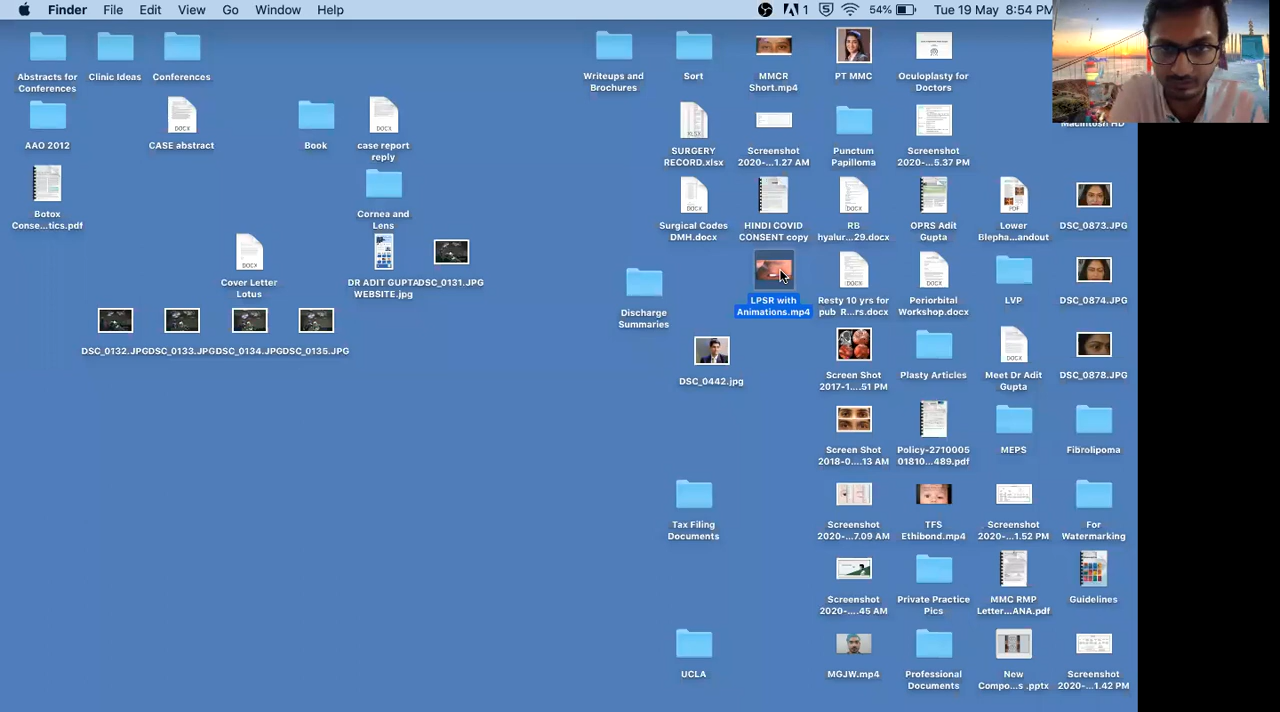 Finder File Edit View Go Window Help
1 54% Tue 19 May 8:54 PM
Abstracts for
Conferences
Clinic Ideas
Conferences
Writeups and
Brochures
Sort
MMCR
Short.mp4
PT MMC
Oculoplasty for
Doctors
Macintosh HD
AAO 2012
CASE abstract
Book
case report
reply
SURGERY
RECORD.xlsx
Screenshot
2020-...1.27 AM
Punctum
Papilloma
Screenshot
2020-...5.37 PM
Botox
Conse...tics.pdf
Cornea and
Lens
Surgical Codes
DMH.docx
HINDI COVID
CONSENT copy
RB
hyalur...29.docx
OPRS Adit
Gupta
Lower
Blepha...andout
DSC_0873.JPG
Cover Letter
Lotus
DR ADIT GUPTA
WEBSITE.jpg
DSC_0131.JPG
Discharge
Summaries
LPSR with
Animations.mp4
Resty 10 yrs for
pub R...rs.docx
Periorbital
Workshop.docx
LVP
DSC_0874.JPG
DSC_0132.JPG
DSC_0133.JPG
DSC_0134.JPG
DSC_0135.JPG
DSC_0442.jpg
Screen Shot
2017-1....51 PM
Plasty Articles
Meet Dr Adit
Gupta
DSC_0878.JPG
Screen Shot
2018-0....13 AM
Policy-2710005
01810...489.pdf
MEPS
Fibrolipoma
Tax Filing
Documents
Screenshot
2020-...7.09 AM
TFS
Ethibond.mp4
Screenshot
2020-...1.52 PM
For
Watermarking
Screenshot
2020-....45 AM
Private Practice
Pics
MMC RMP
Letter...ANA.pdf
Guidelines
UCLA
MGJW.mp4
Professional
Documents
New
Compo...s .pptx
Screenshot
2020-...1.42 PM